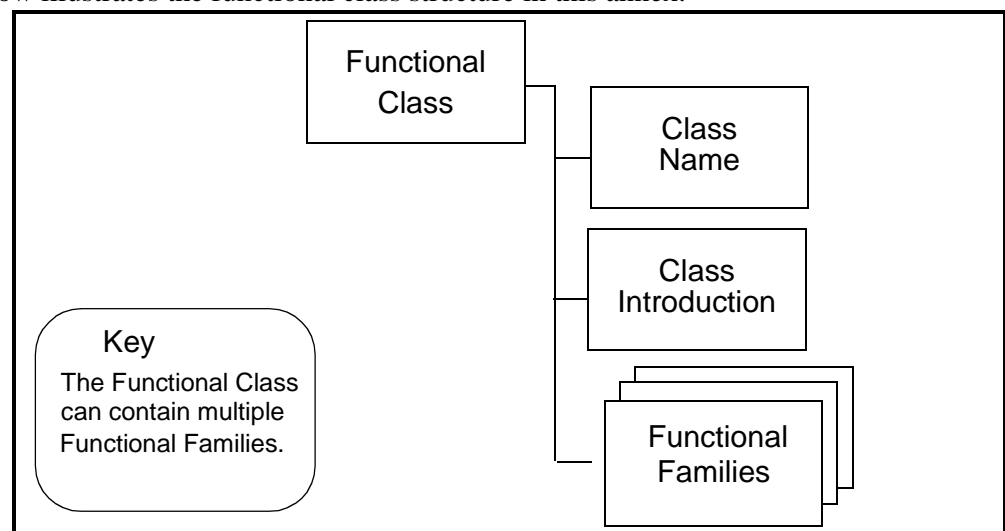 illustrates the functional class structure in this annex.
Functional
Class
Class
Name
Class
Introduction
Key
The Functional Class
can contain multiple
Functional Families.
Functional
Families